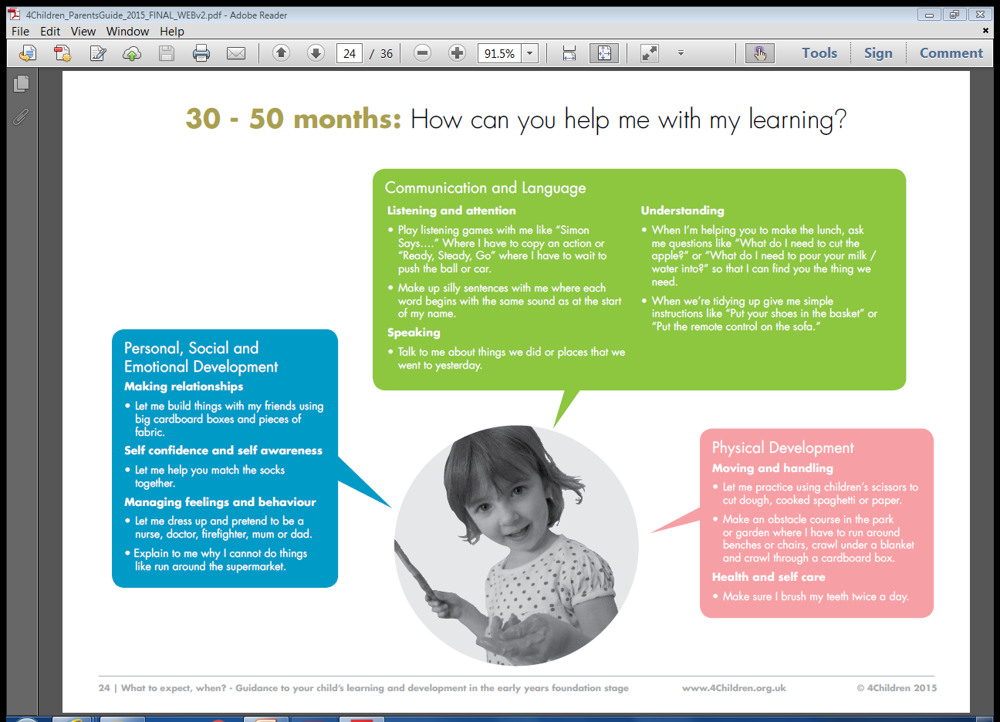 4Children_ParentsGuide_2015_FINAL_WEBv2.pdf - Adobe Reader
File Edit View Window Help
24 / 36 91.5% Tools Sign Comment
30 - 50 months: How can you help me with my learning?
Communication and Language
Listening and attention
• Play listening games with me like “Simon
Says....” Where I have to copy an action or
“Ready, Steady, Go” where I have to wait to
push the ball or car.
• Make up silly sentences with me where each
word begins with the same sound as at the start
of my name.
Speaking
• Talk to me about things we did or places that we
went to yesterday.
Understanding
• When I’m helping you to make the lunch, ask
me questions like “What do I need to cut the
apple?” or “What do I need to pour your milk /
water into?” so that I can find you the thing we
need.
• When we’re tidying up give me simple
instructions like “Put your shoes in the basket” or
“Put the remote control on the sofa.”
Personal, Social and
Emotional Development
Making relationships
• Let me build things with my friends using
big cardboard boxes and pieces of
fabric.
Self confidence and self awareness
• Let me help you match the socks
together.
Managing feelings and behaviour
• Let me dress up and pretend to be a
nurse, doctor, firefighter, mum or dad.
• Explain to me why I cannot do things
like run around the supermarket.
Physical Development
Moving and handling
• Let me practice using children’s scissors to
cut dough, cooked spaghetti or paper.
• Make an obstacle course in the park
or garden where I have to run around
benches or chairs, crawl under a blanket
and crawl through a cardboard box.
Health and self care
• Make sure I brush my teeth twice a day.
24 | What to expect, when? - Guidance to your child’s learning and development in the early years foundation stage www.4Children.org.uk © 4Children 2015